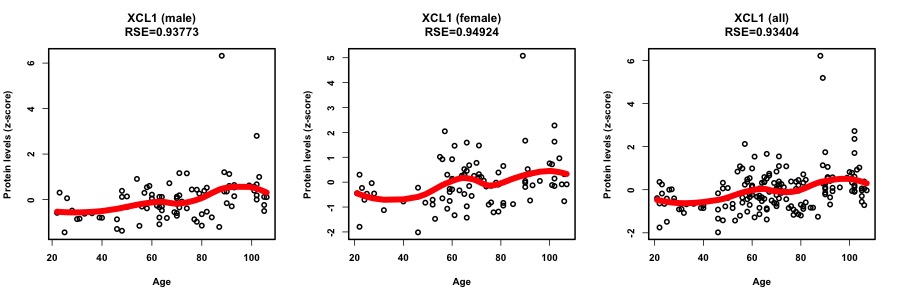 XCL1 (male)
RSE=0.93773
Protein levels (z-score)
6
4
2
0
20 40 60 80 100
Age
XCL1 (female)
RSE=0.94924
Protein levels (z-score)
5
4
3
2
1
0
-1
-2
20 40 60 80 100
Age
XCL1 (all)
RSE=0.93404
Protein levels (z-score)
6
4
2
0
-2
20 40 60 80 100
Age